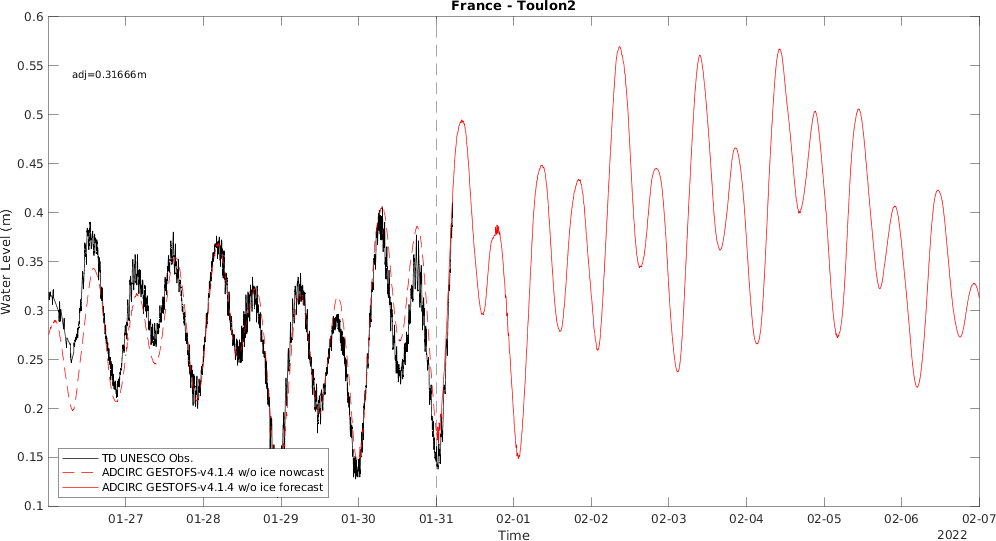 France - Toulon2
0.6
0.55
0.5
0.45
0.4
0.35
0.3
0.25
0.2
0.15
0.1
Water Level (m)
adj=0.31666m
TD UNESCO Obs.
ADCIRC GESTOFS-v4.1.4 w/o ice nowcast
ADCIRC GESTOFS-v4.1.4 w/o ice forecast
01-27 01-28 01-29 01-30 01-31 02-01 02-02 02-03 02-04 02-05 02-06 02-07
Time
2022